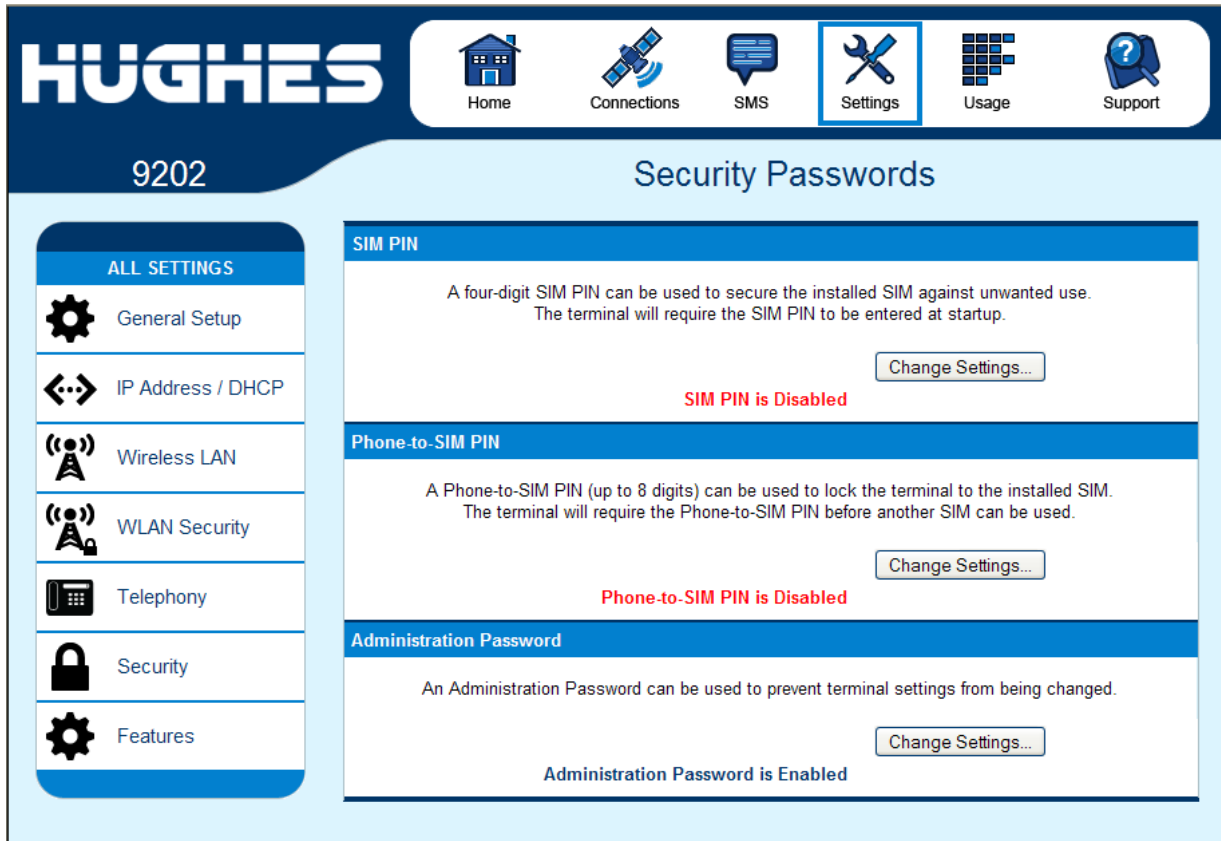 HUGHES
Home
Connections
SMS
Settings
Usage
Support
9202
Security Passwords
ALL SETTINGS
General Setup
IP Address / DHCP
Wireless LAN
WLAN Security
Telephony
Security
Features
SIM PIN
A four-digit SIM PIN can be used to secure the installed SIM against unwanted use.
The terminal will require the SIM PIN to be entered at startup.
Change Settings...
SIM PIN is Disabled
Phone-to-SIM PIN
A Phone-to-SIM PIN (up to 8 digits) can be used to lock the terminal to the installed SIM.
The terminal will require the Phone-to-SIM PIN before another SIM can be used.
Change Settings...
Phone-to-SIM PIN is Disabled
Administration Password
An Administration Password can be used to prevent terminal settings from being changed.
Change Settings...
Administration Password is Enabled